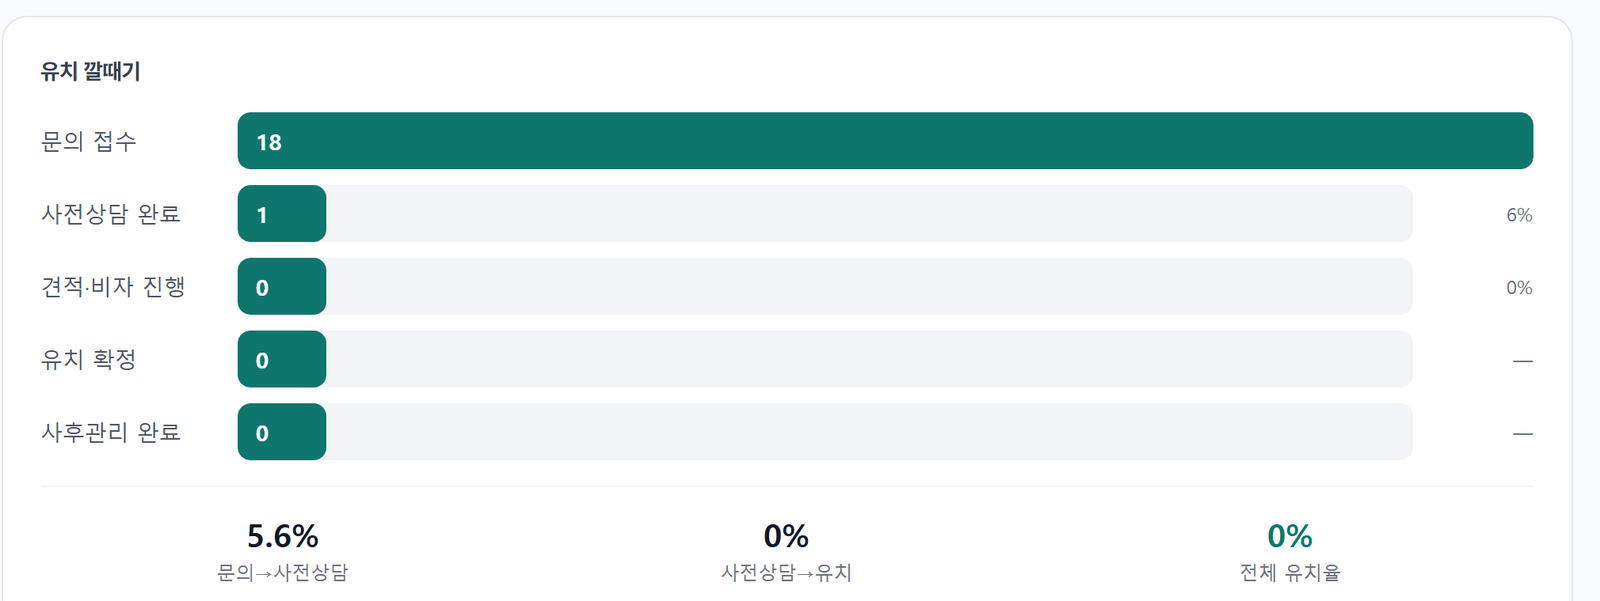 유치 깔때기
문의 접수 18
사전상담 완료 1 6%
견적·비자 진행 0 0%
유치 확정 0 —
사후관리 완료 0 —
5.6% 0% 0%
문의→사전상담 사전상담→유치 전체 유치율